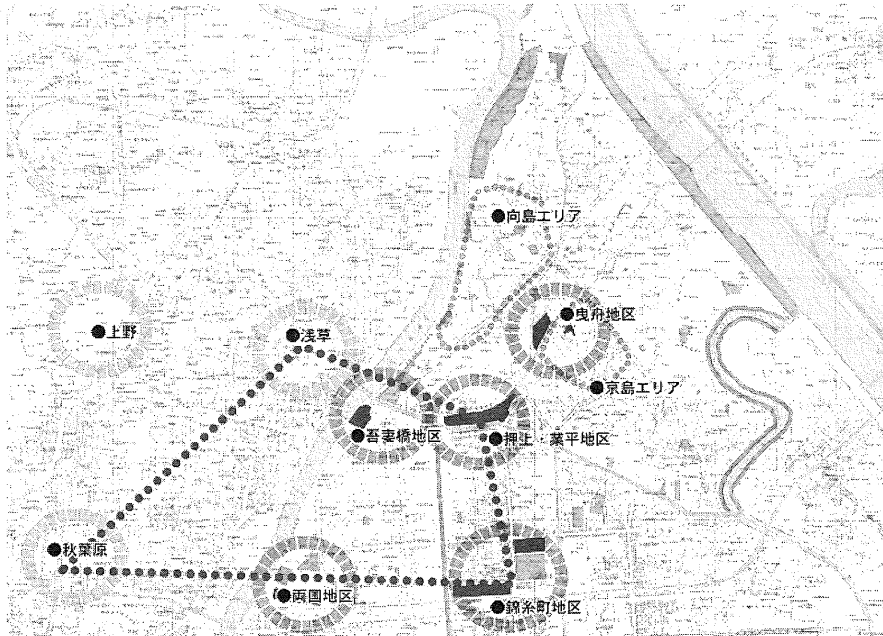 向島エリア
曳舟地区
上野
浅草
京島エリア
吾妻橋地区
押上・業平地区
秋葉原
両国地区
錦糸町地区